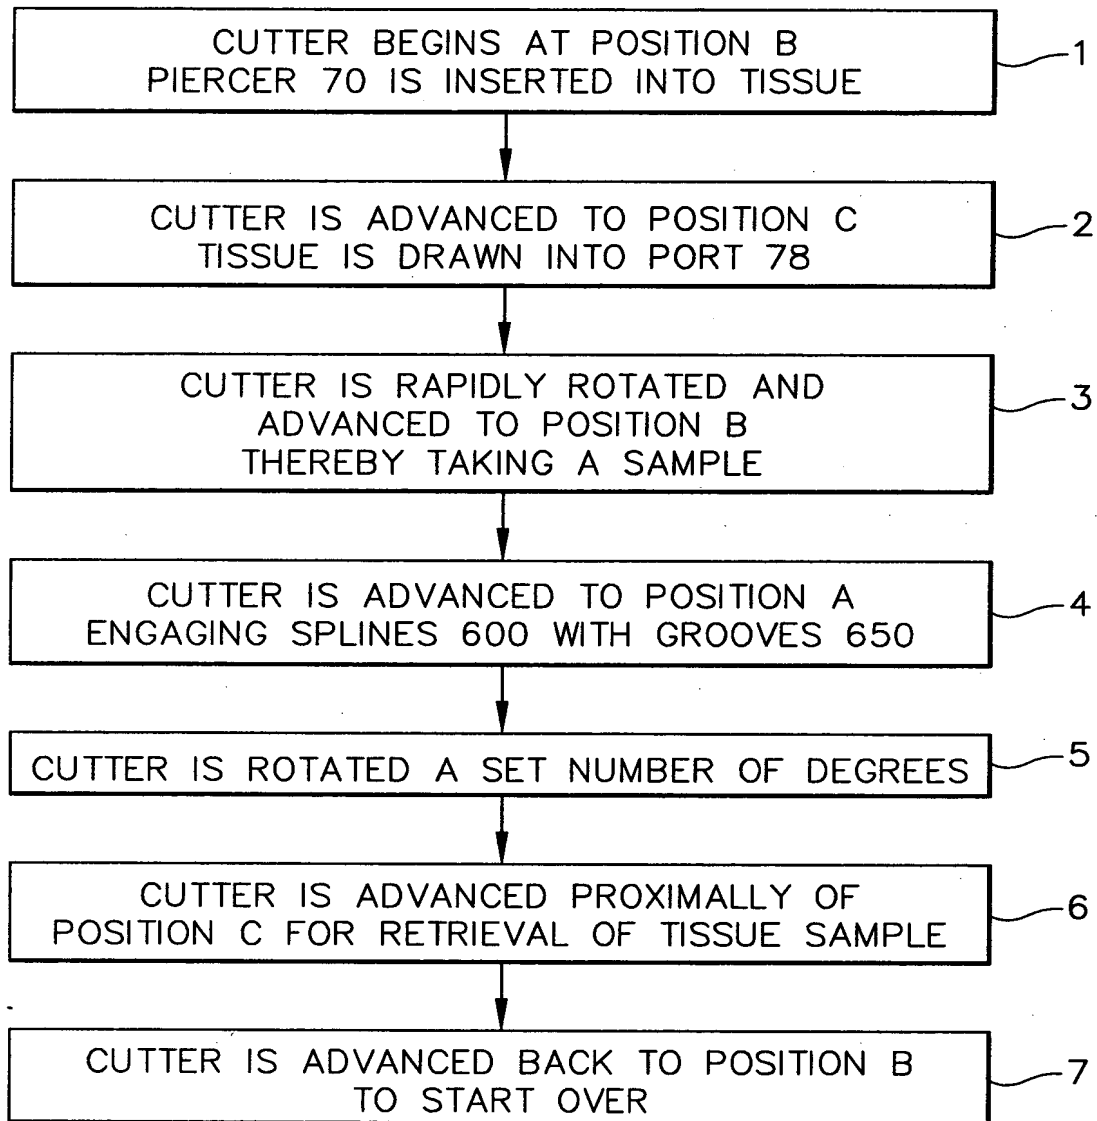 CUTTER BEGINS AT POSITION B
PIERCER 70 IS INSERTED INTO TISSUE
1
CUTTER IS ADVANCED TO POSITION C
TISSUE IS DRAWN INTO PORT 78
2
CUTTER IS RAPIDLY ROTATED AND
ADVANCED TO POSITION B
THEREBY TAKING A SAMPLE
3
CUTTER IS ADVANCED TO POSITION A
ENGAGING SPLINES 600 WITH GROOVES 650
4
CUTTER IS ROTATED A SET NUMBER OF DEGREES
5
CUTTER IS ADVANCED PROXIMALLY OF
POSITION C FOR RETRIEVAL OF TISSUE SAMPLE
6
CUTTER IS ADVANCED BACK TO POSITION B
TO START OVER
7